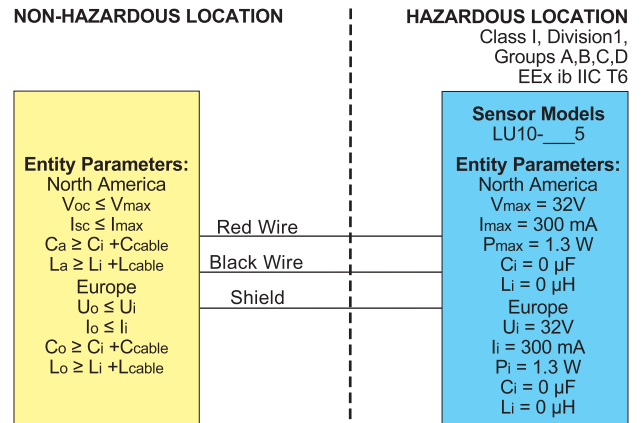 NON-HAZARDOUS LOCATION
HAZARDOUS LOCATION
Class I, Division1,
Groups A,B,C,D
EEx ib IIC T6
Entity Parameters:
North America
Voc ≤ Vmax
Isc ≤ Imax
Ca ≥ Ci +Ccable
La ≥ Li +Lcable
Europe
Uo ≤ Ui
Io ≤ Ii
Co ≥ Ci +Ccable
Lo ≥ Li +Lcable
Red Wire
Black Wire
Shield
Sensor Models
LU10-___5
Entity Parameters:
North America
Vmax = 32V
Imax = 300 mA
Pmax = 1.3 W
Ci = 0 µF
Li = 0 µH
Europe
Ui = 32V
Ii = 300 mA
Pi = 1.3 W
Ci = 0 µF
Li = 0 µH